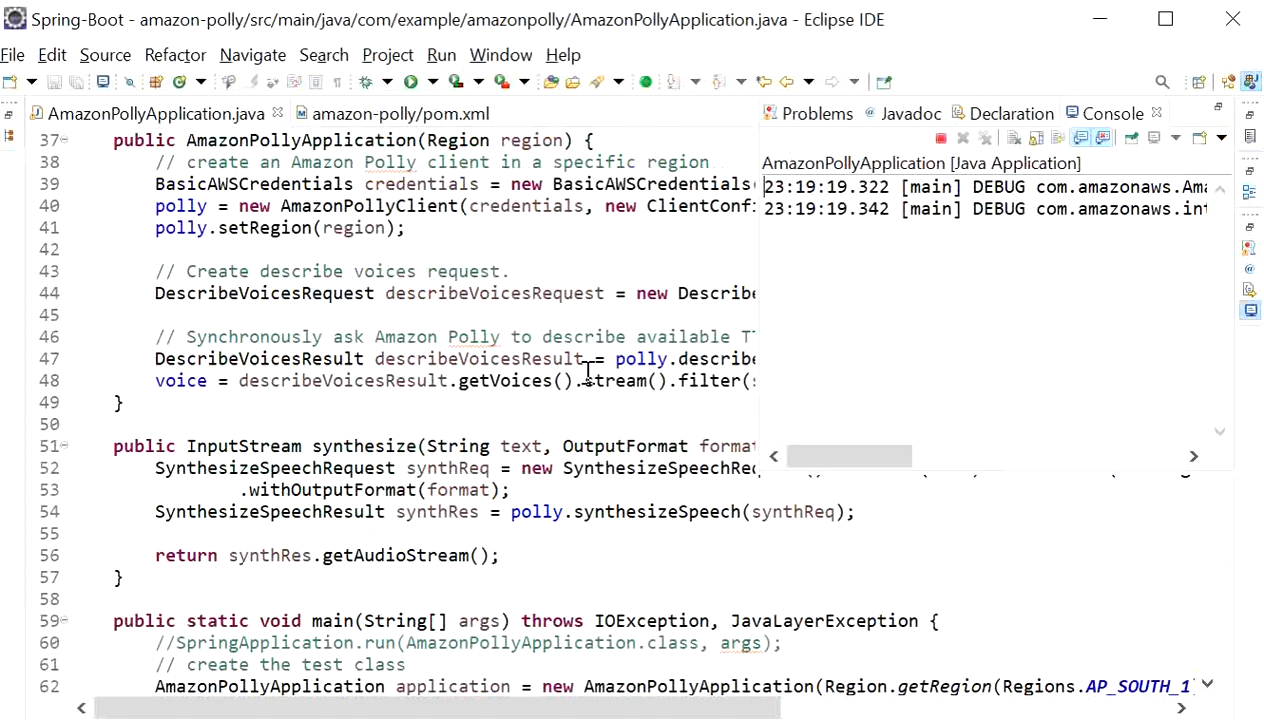 Spring-Boot - amazon-polly/src/main/java/com/example/amazonpolly/AmazonPollyApplication.java - Eclipse IDE
File Edit Source Refactor Navigate Search Project Run Window Help
AmazonPollyApplication.java amazon-polly/pom.xml
37 public AmazonPollyApplication(Region region) {
38 // create an Amazon Polly client in a specific region
39 BasicAWSCredentials credentials = new BasicAWSCredentials
40 polly = new AmazonPollyClient(credentials, new ClientConfi
41 polly.setRegion(region);
42
43 // Create describe voices request.
44 DescribeVoicesRequest describeVoicesRequest = new Describe
45
46 // Synchronously ask Amazon Polly to describe available T
47 DescribeVoicesResult describeVoicesResult = polly.describe
48 voice = describeVoicesResult.getVoices().stream().filter(s
49 }
50
51 public InputStream synthesize(String text, OutputFormat format
52 SynthesizeSpeechRequest synthReq = new SynthesizeSpeechReq
53 .withOutputFormat(format);
54 SynthesizeSpeechResult synthRes = polly.synthesizeSpeech(synthReq);
55
56 return synthRes.getAudioStream();
57 }
58
59 public static void main(String[] args) throws IOException, JavaLayerException {
60 //SpringApplication.run(AmazonPollyApplication.class, args);
61 // create the test class
62 AmazonPollyApplication application = new AmazonPollyApplication(Region.getRegion(Regions.AP_SOUTH_1
Problems Javadoc Declaration Console
AmazonPollyApplication [Java Application]
23:19:19.322 [main] DEBUG com.amazonaws.Ama
23:19:19.342 [main] DEBUG com.amazonaws.int